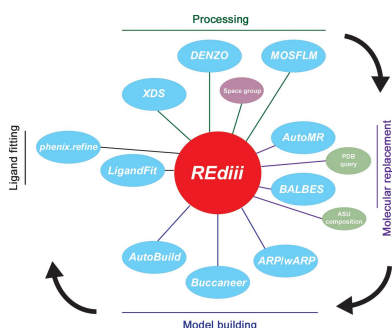 Processing
DENZO
MOSFLM
XDS
Space group
phenix.refine
AutoMR
PDB
query
LigandFit
REdiii
BALBES
ASU
composition
AutoBuild
ARP/wARP
Buccaneer
Ligand fitting
Molecular replacement
Model building